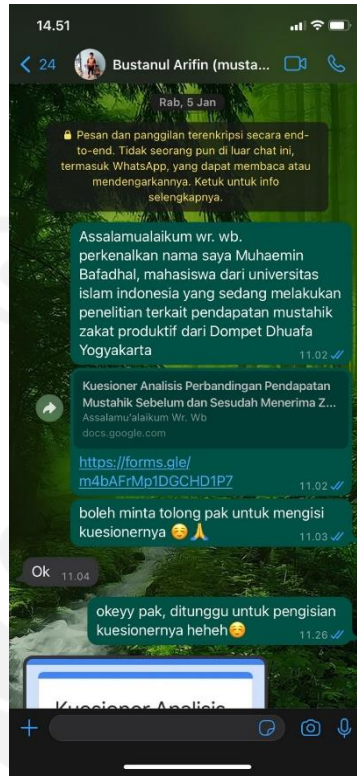 14.51
24
Bustanul Arifin (musta...
Rab, 5 Jan
Pesan dan panggilan terenkripsi secara end-
to-end. Tidak seorang pun di luar chat ini,
termasuk WhatsApp, yang dapat membaca atau
mendengarkannya. Ketuk untuk info
selengkapnya.
Assalamualaikum wr. wb.
perkenalkan nama saya Muhaemin
Bafadhal, mahasiswa dari universitas
islam indonesia yang sedang melakukan
penelitian terkait pendapatan mustahik
zakat produktif dari Dompet Dhuafa
Yogyakarta
11.02
Kuesioner Analisis Perbandingan Pendapatan
Mustahik Sebelum dan Sesudah Menerima Z...
Assalamu'alaikum Wr. Wb
docs.google.com
https://forms.gle/
m4bAFrMp1DGCHD1P7
11.02
boleh minta tolong pak untuk mengisi
kuesionernya ☺️🙏
11.03
Ok
11.04
okeyy pak, ditunggu untuk pengisian
kuesionernya heheh☺️
11.26
Kuesioner Analisis